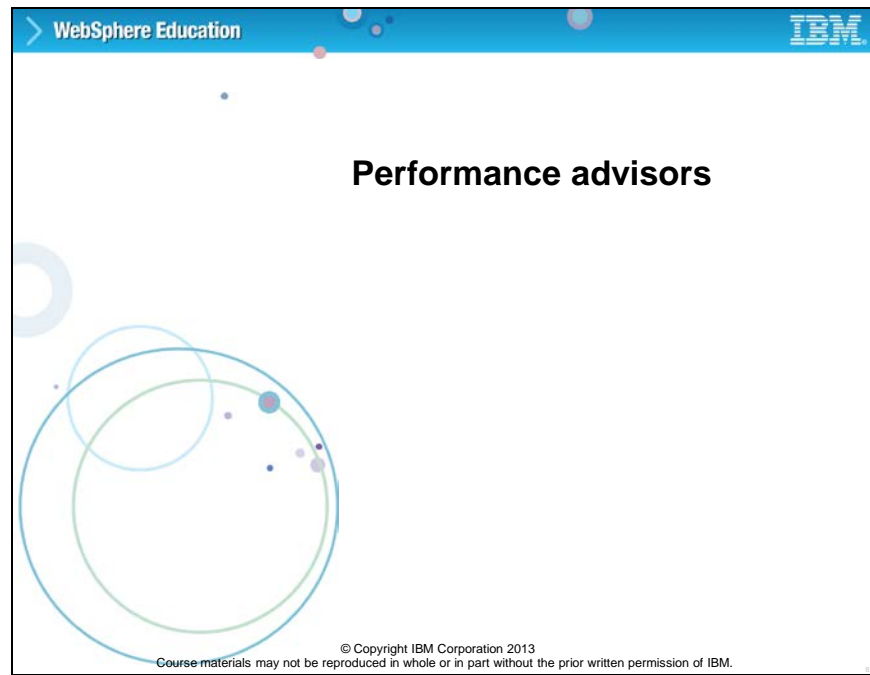 WebSphere Education
IBM.
Performance advisors
© Copyright IBM Corporation 2013
Course materials may not be reproduced in whole or in part without the prior written permission of IBM.